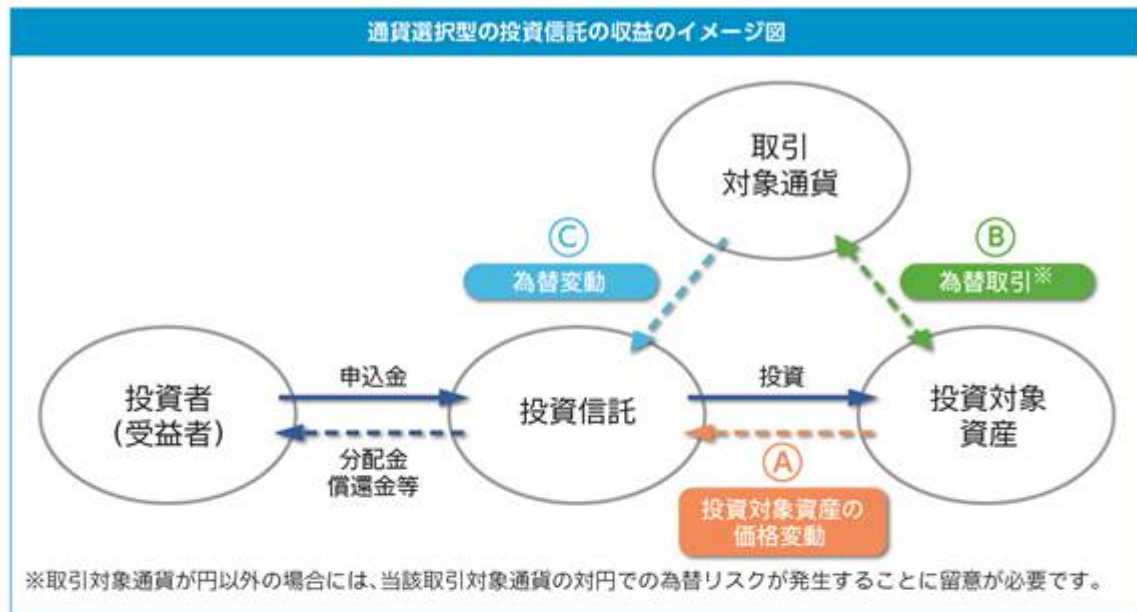 通貨選択型の投資信託の収益のイメージ図
取引
対象通貨
Ⓒ
為替変動
Ⓑ
為替取引※
投資者
(受益者)
申込金
分配金
償還金等
投資信託
投資
Ⓐ
投資対象資産の
価格変動
投資対象
資産
※取引対象通貨が円以外の場合には、当該取引対象通貨の対円での為替リスクが発生することに留意が必要です。